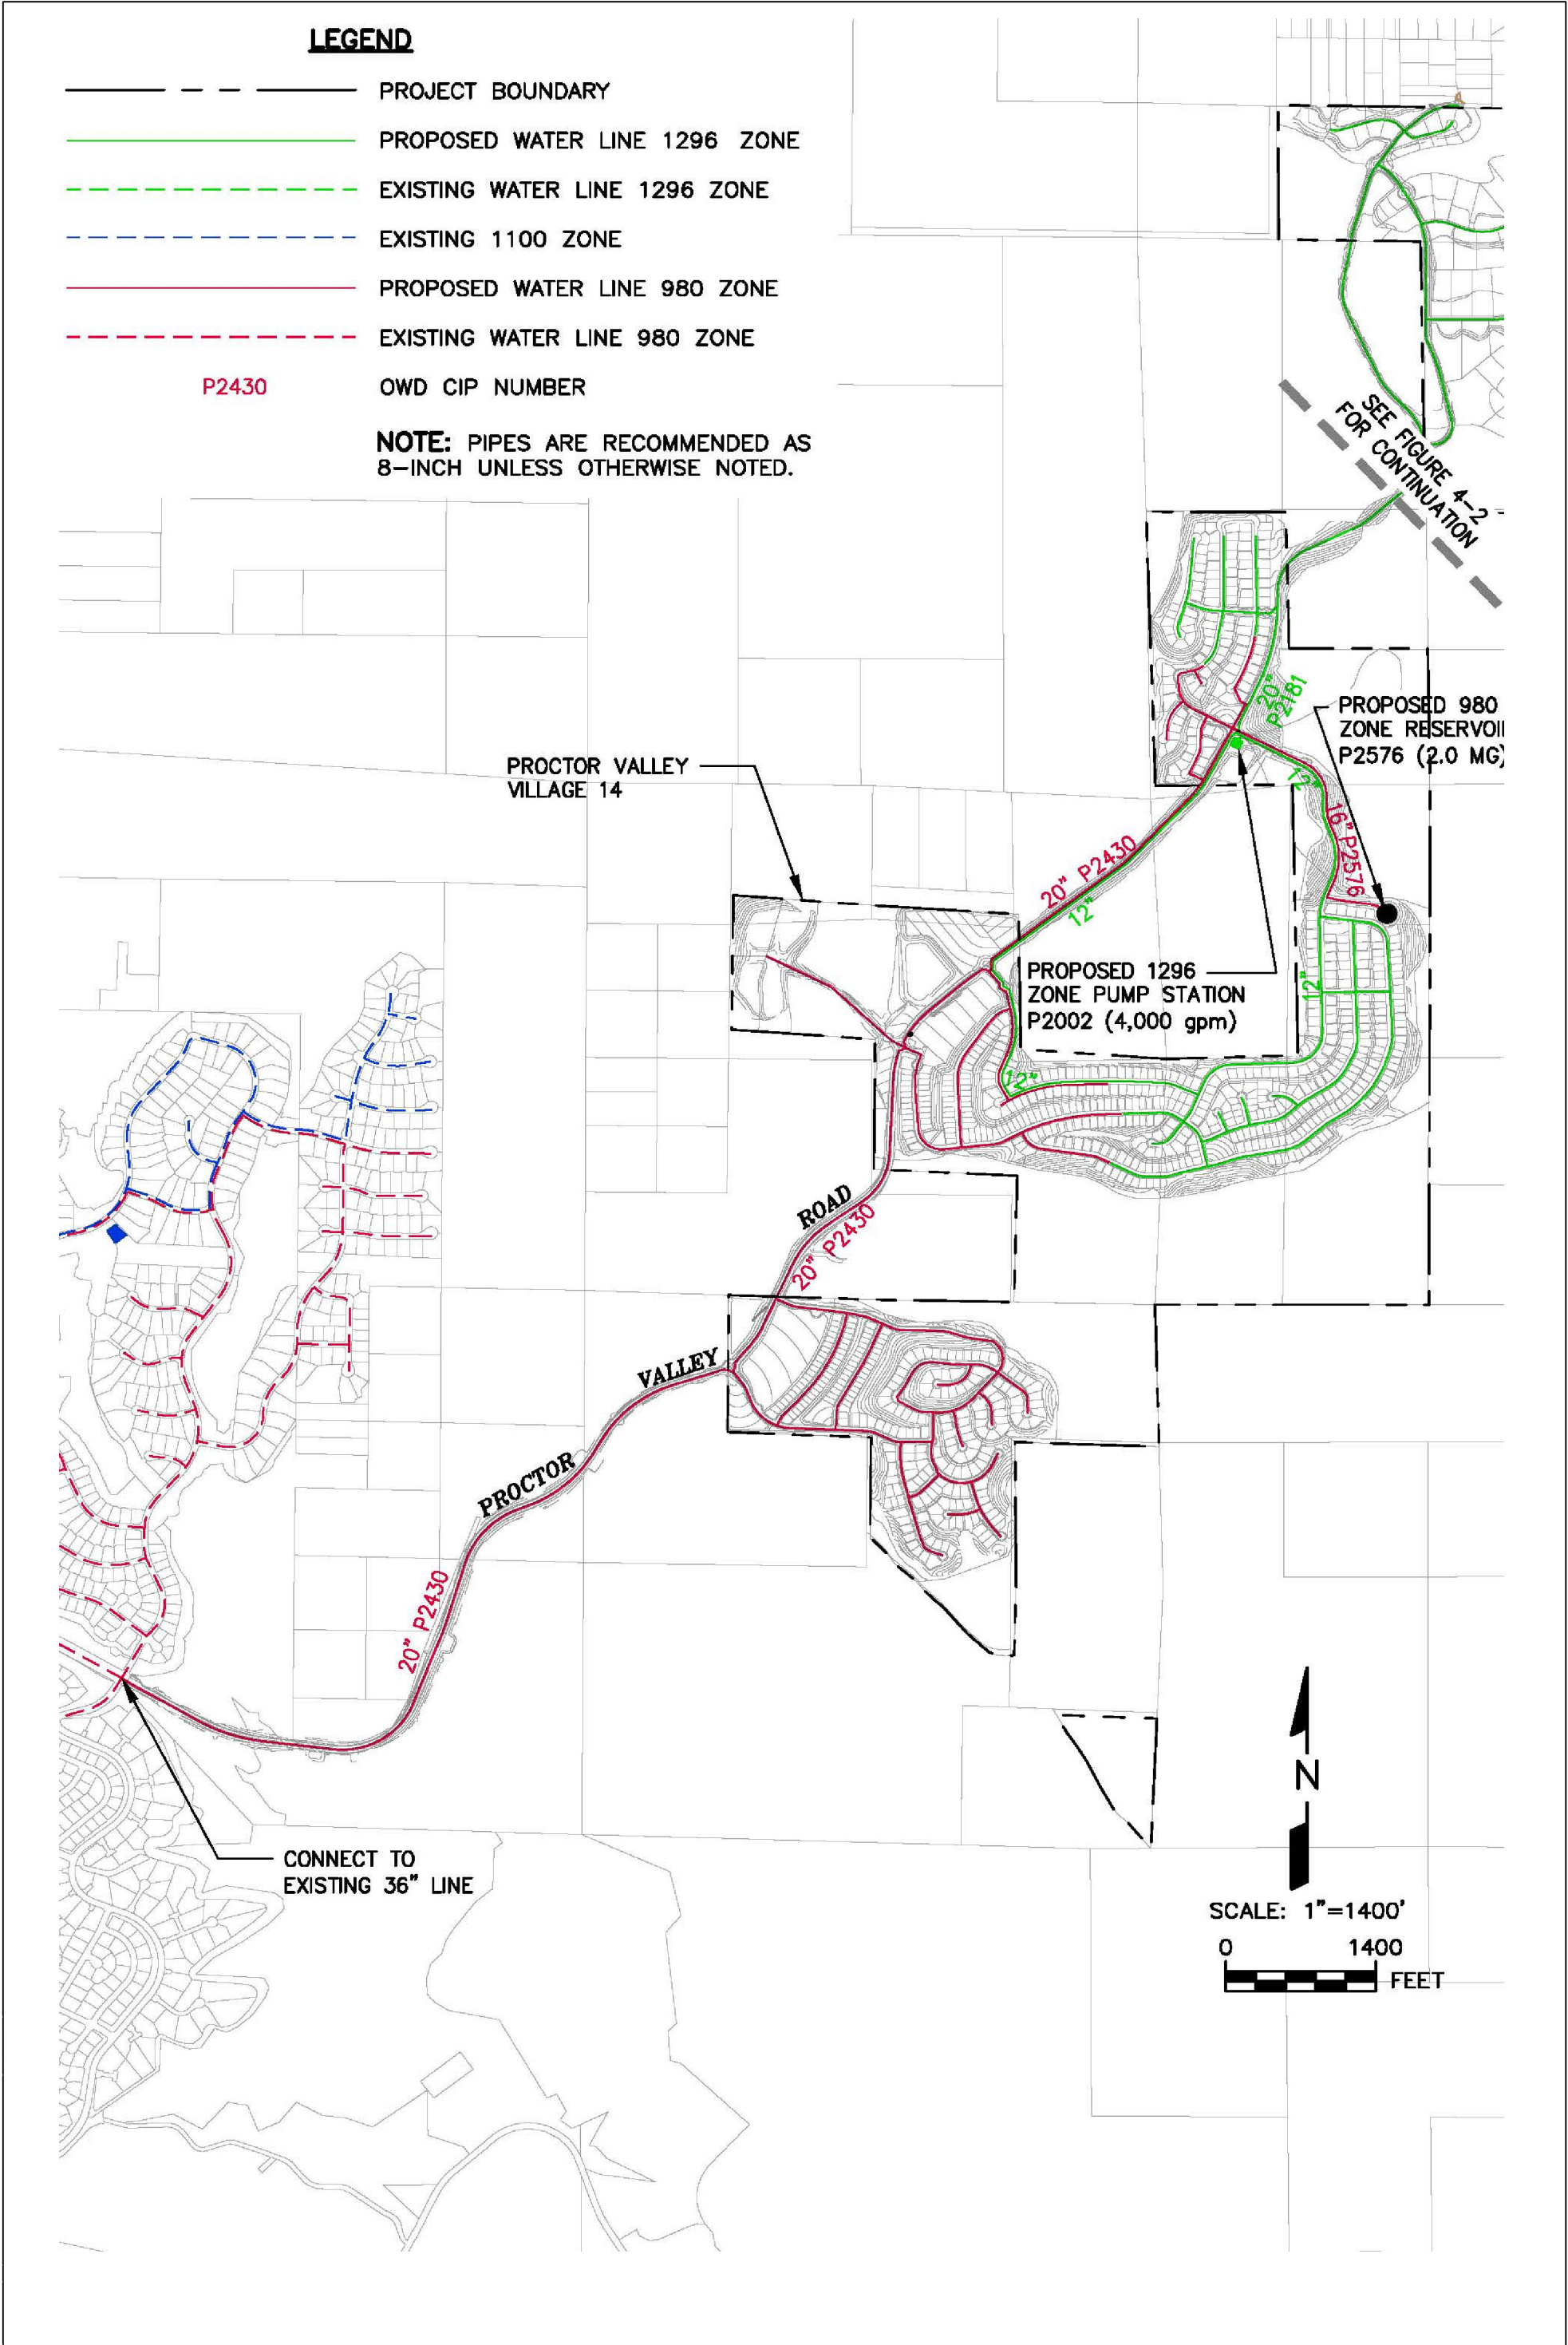 LEGEND
PROJECT BOUNDARY
PROPOSED WATER LINE 1296 ZONE
EXISTING WATER LINE 1296 ZONE
EXISTING 1100 ZONE
PROPOSED WATER LINE 980 ZONE
EXISTING WATER LINE 980 ZONE
P2430 OWD CIP NUMBER
NOTE: PIPES ARE RECOMMENDED AS
8-INCH UNLESS OTHERWISE NOTED.
SEE FIGURE 4-2
FOR CONTINUATION
20"
P2181
PROPOSED 980
ZONE RESERVOI
P2576 (2.0 MG)
PROCTOR VALLEY
VILLAGE 14
12"
16" P2576
20" P2430
12"
PROPOSED 1296
ZONE PUMP STATION
P2002 (4,000 gpm)
12"
12"
ROAD
20" P2430
VALLEY
PROCTOR
20" P2430
N
CONNECT TO
EXISTING 36" LINE
SCALE: 1"=1400'
0 1400
FEET